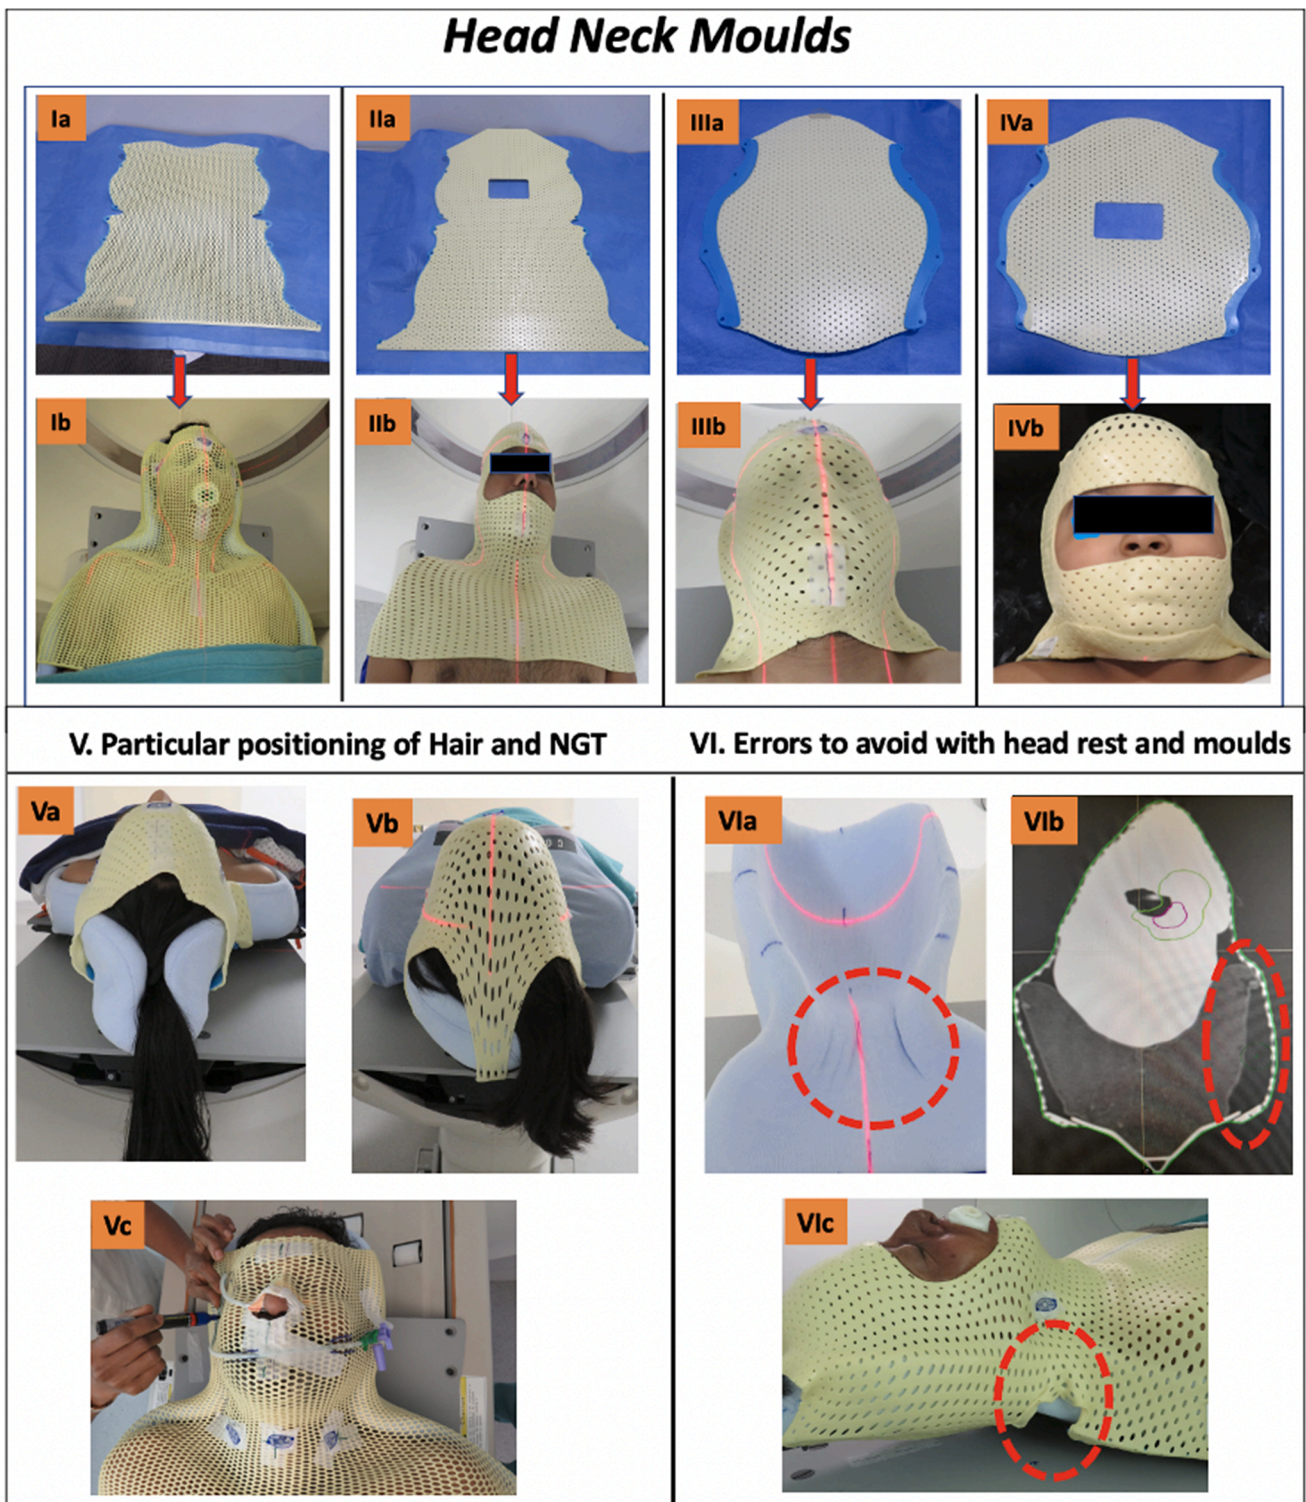 Head Neck Moulds
Ia
IIa
IIIa
IVa
Ib
IIb
IIIb
IVb
V. Particular positioning of Hair and NGT
VI. Errors to avoid with head rest and moulds
Va
Vb
VIa
VIb
Vc
VIc